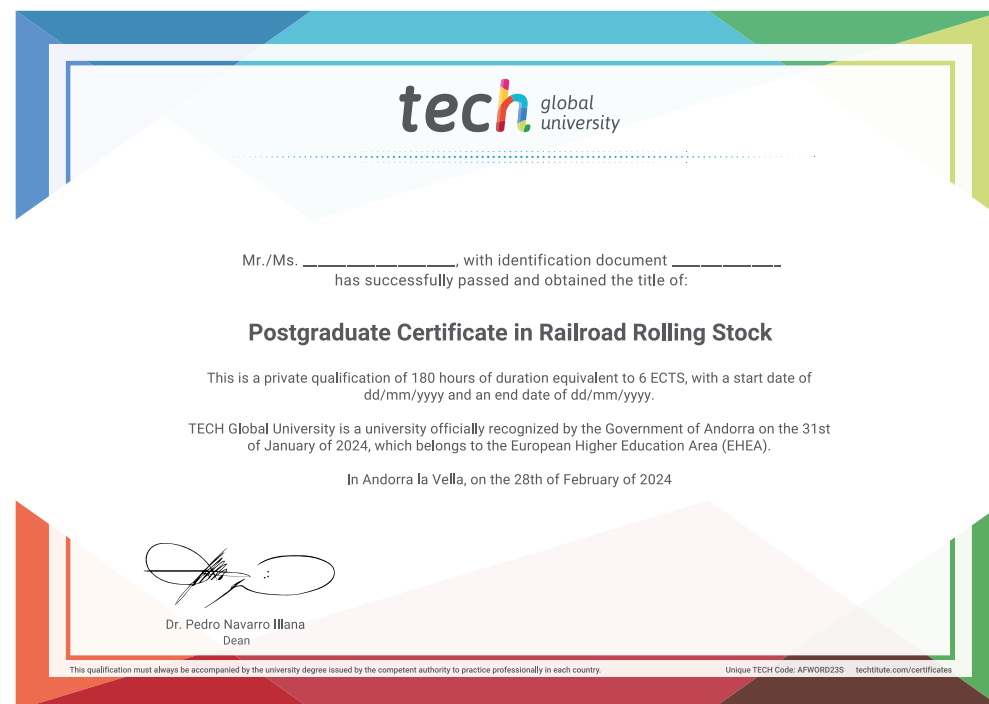 tech global university
Mr./Ms. __________________, with identification document _____________
has successfully passed and obtained the title of:
Postgraduate Certificate in Railroad Rolling Stock
This is a private qualification of 180 hours of duration equivalent to 6 ECTS, with a start date of
dd/mm/yyyy and an end date of dd/mm/yyyy.
TECH Global University is a university officially recognized by the Government of Andorra on the 31st
of January of 2024, which belongs to the European Higher Education Area (EHEA).
In Andorra la Vella, on the 28th of February of 2024
Dr. Pedro Navarro Illana
Dean
This qualification must always be accompanied by the university degree issued by the competent authority to practice professionally in each country. Unique TECH Code: AFWORD23S techtitute.com/certificates